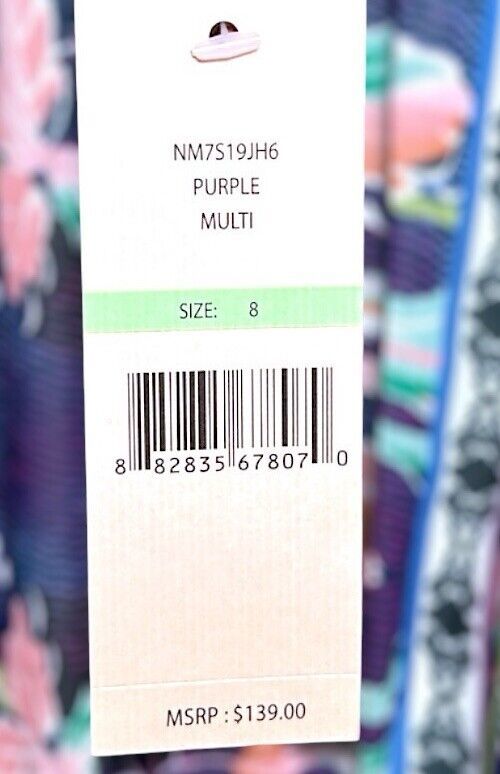 NM7S19JH6
PURPLE
MULTI
SIZE: 8
8 82835 67807 0
MSRP : $139.00